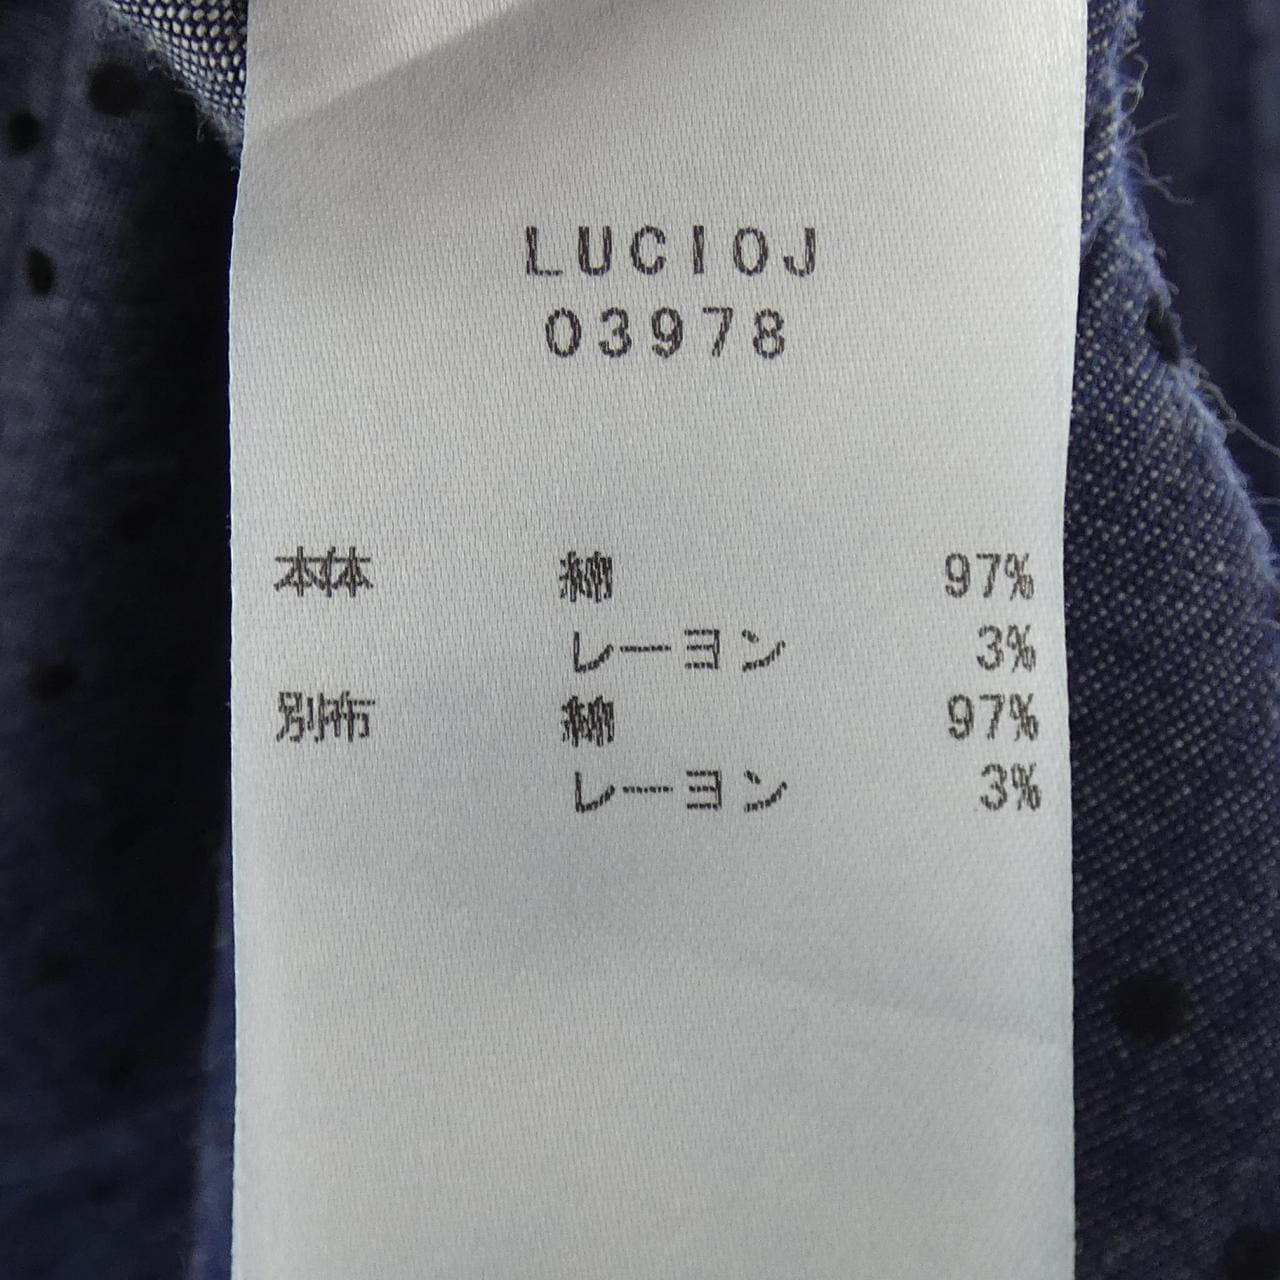 LUCIOJ
03978
本体 綿 97%
レーヨン 3%
別布 綿 97%
レーヨン 3%